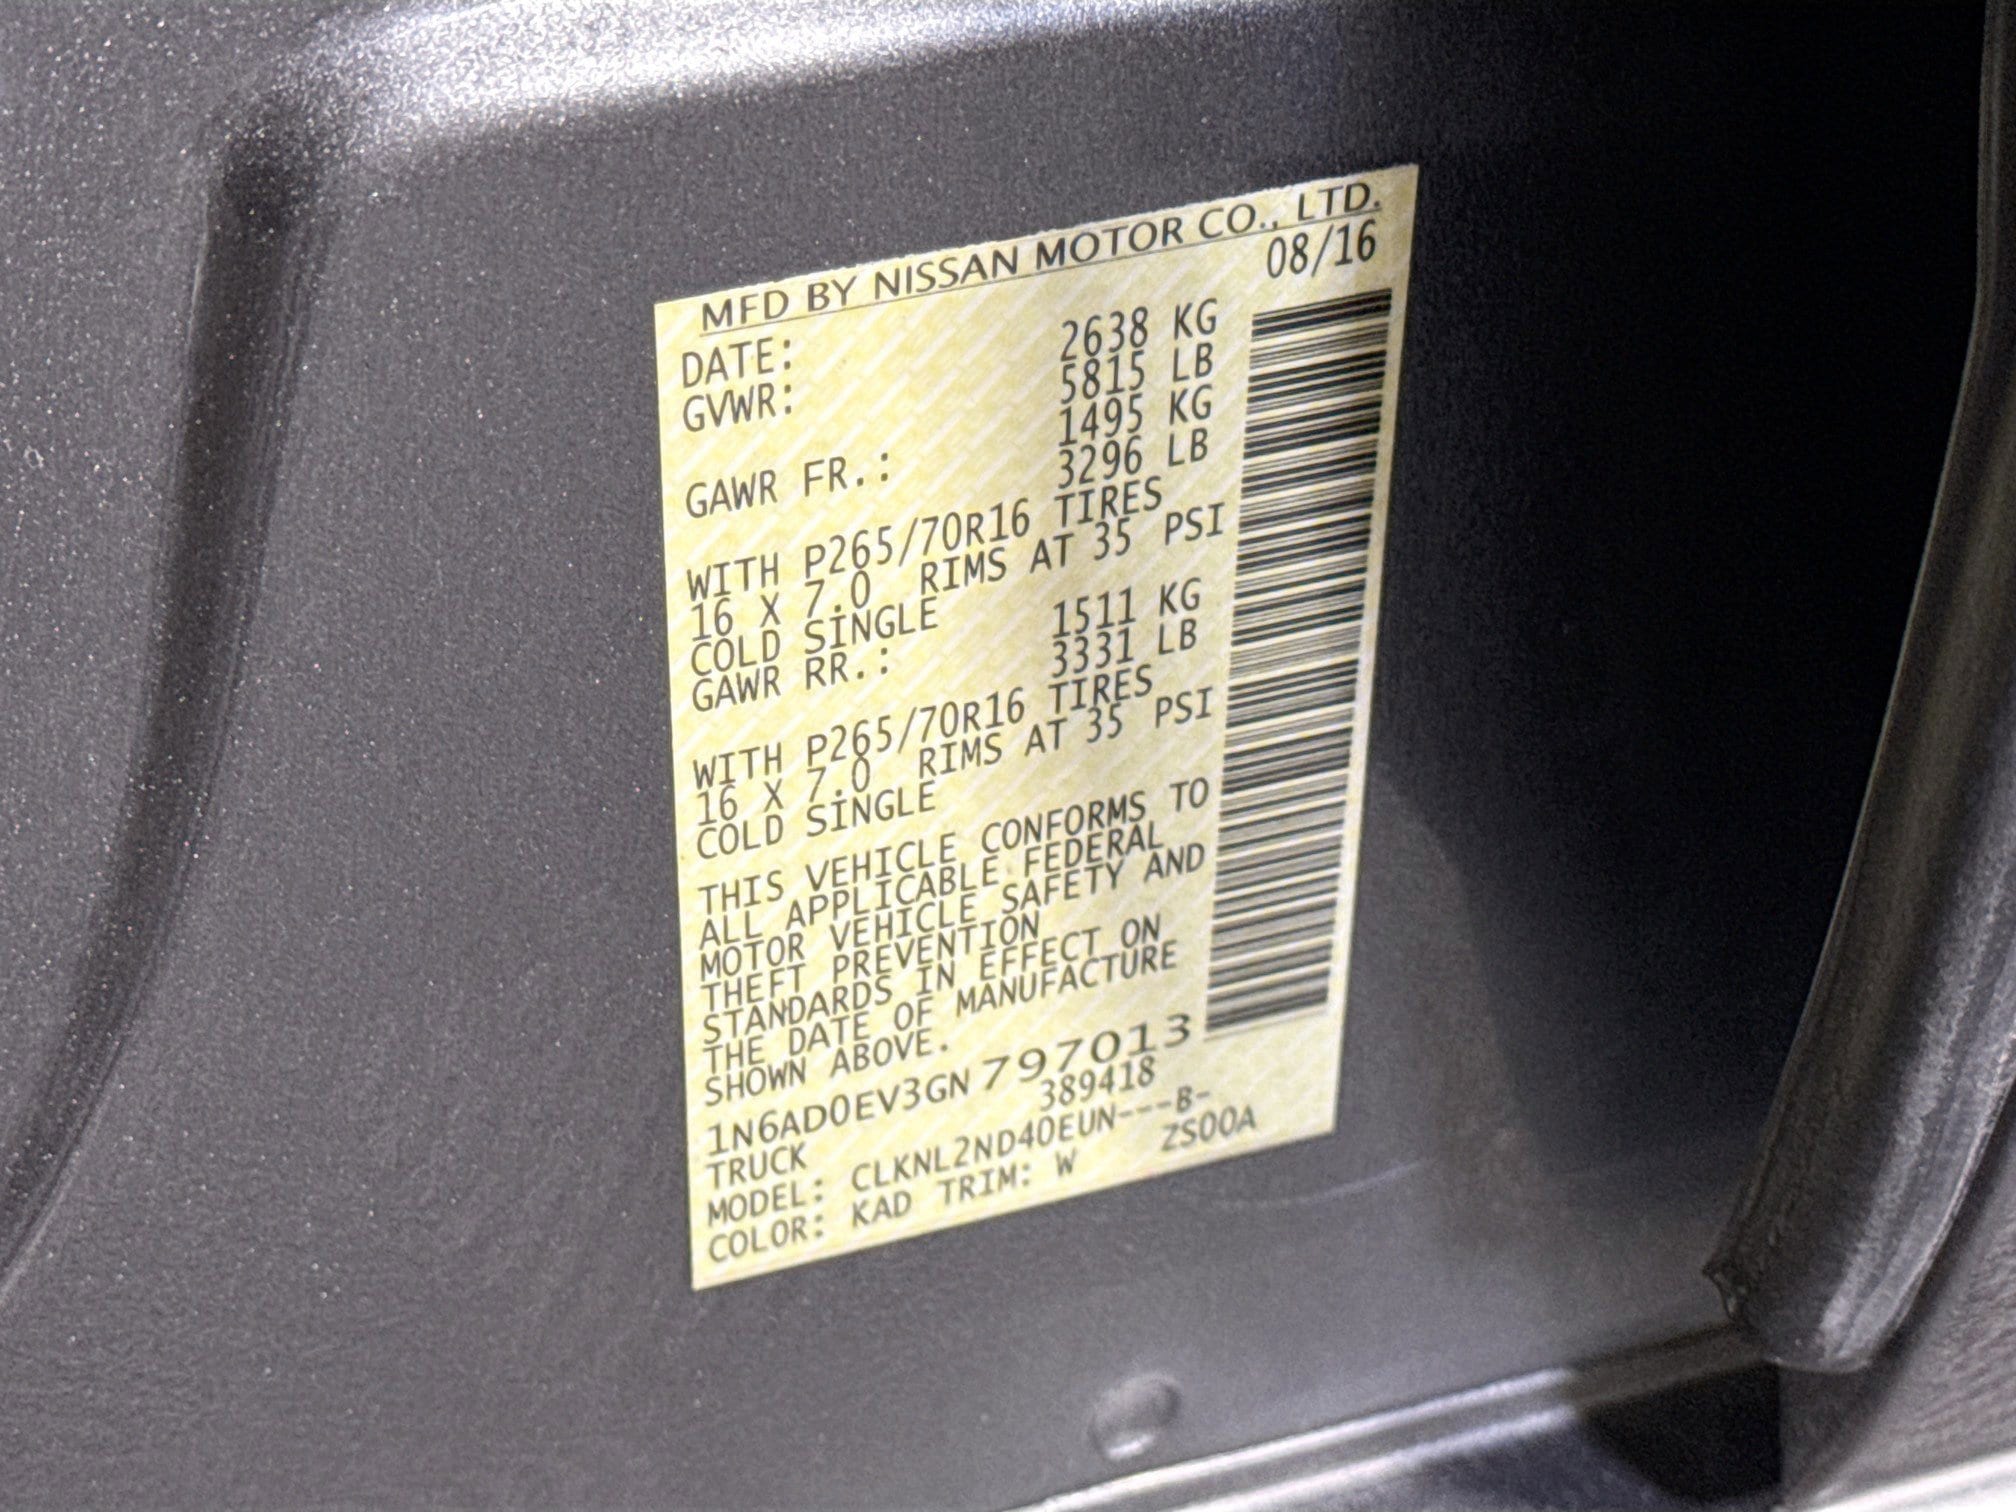 MFD BY NISSAN MOTOR CO., LTD.
DATE: 08/16
GVWR: 2638 KG
5815 LB
GAWR FR.: 1495 KG
3296 LB
WITH P265/70R16 TIRES
16 X 7.0 RIMS AT 35 PSI
COLD SINGLE
GAWR RR.: 1511 KG
3331 LB
WITH P265/70R16 TIRES
16 X 7.0 RIMS AT 35 PSI
COLD SINGLE
THIS VEHICLE CONFORMS TO
ALL APPLICABLE FEDERAL
MOTOR VEHICLE SAFETY AND
THEFT PREVENTION
STANDARDS IN EFFECT ON
THE DATE OF MANUFACTURE
SHOWN ABOVE.
1N6AD0EV3GN 797013
TRUCK 389418
MODEL: CLKNL2ND40EUN---B-
COLOR: KAD TRIM: W ZS00A